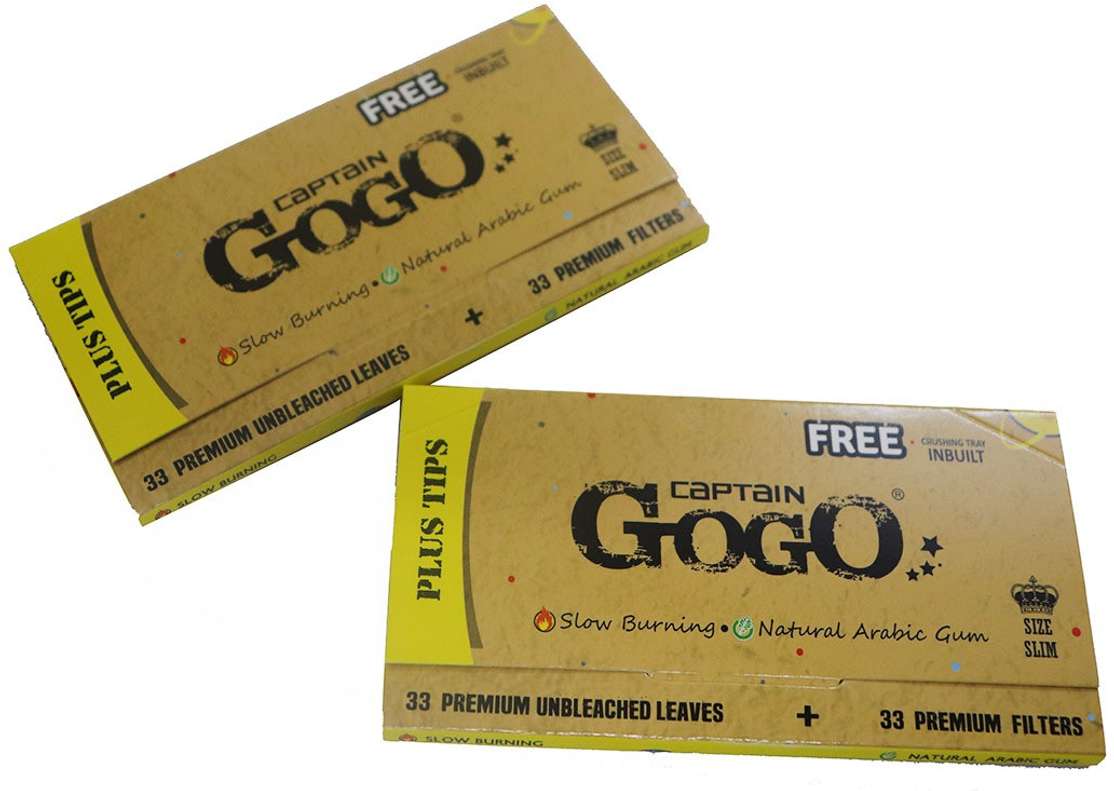 FREE
CRUSHING TRAY
INBUILT
CAPTAIN
GOGO
SIZE
SLIM
Slow Burning • Natural Arabic Gum
PLUS TIPS
33 PREMIUM UNBLEACHED LEAVES + 33 PREMIUM FILTERS
SLOW BURNING NATURAL ARABIC GUM
FREE CRUSHING TRAY
INBUILT
PLUS TIPS
CAPTAIN
GOGO ®
Slow Burning • Natural Arabic Gum
SIZE
SLIM
33 PREMIUM UNBLEACHED LEAVES + 33 PREMIUM FILTERS
SLOW BURNING NATURAL ARABIC GUM